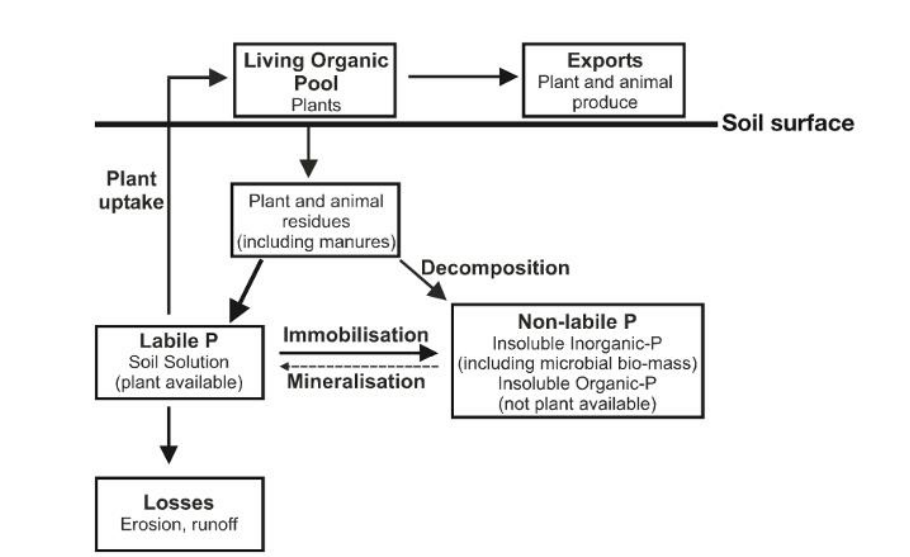 Living Organic
Pool
Plants
Exports
Plant and animal
produce
Soil surface
Plant
uptake
Plant and animal
residues
(including manures)
Decomposition
Labile P
Soil Solution
(plant available)
Immobilisation
Mineralisation
Non-labile P
Insoluble Inorganic-P
(including microbial bio-mass)
Insoluble Organic-P
(not plant available)
Losses
Erosion, runoff